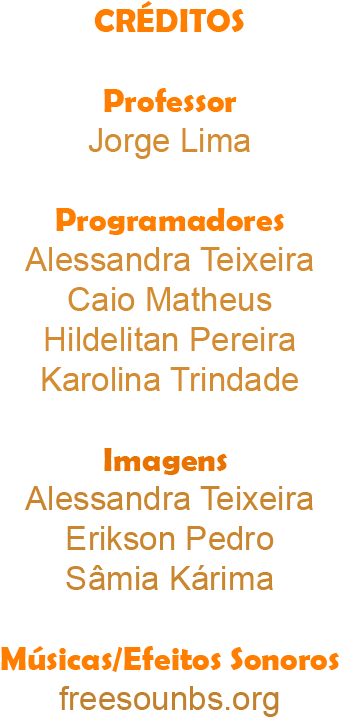 CRÉDITOS
Professor
Jorge Lima
Programadores
Alessandra Teixeira
Caio Matheus
Hildelitan Pereira
Karolina Trindade
Imagens
Alessandra Teixeira
Erikson Pedro
Sâmia Kárima
Músicas/Efeitos Sonoros
freesounbs.org